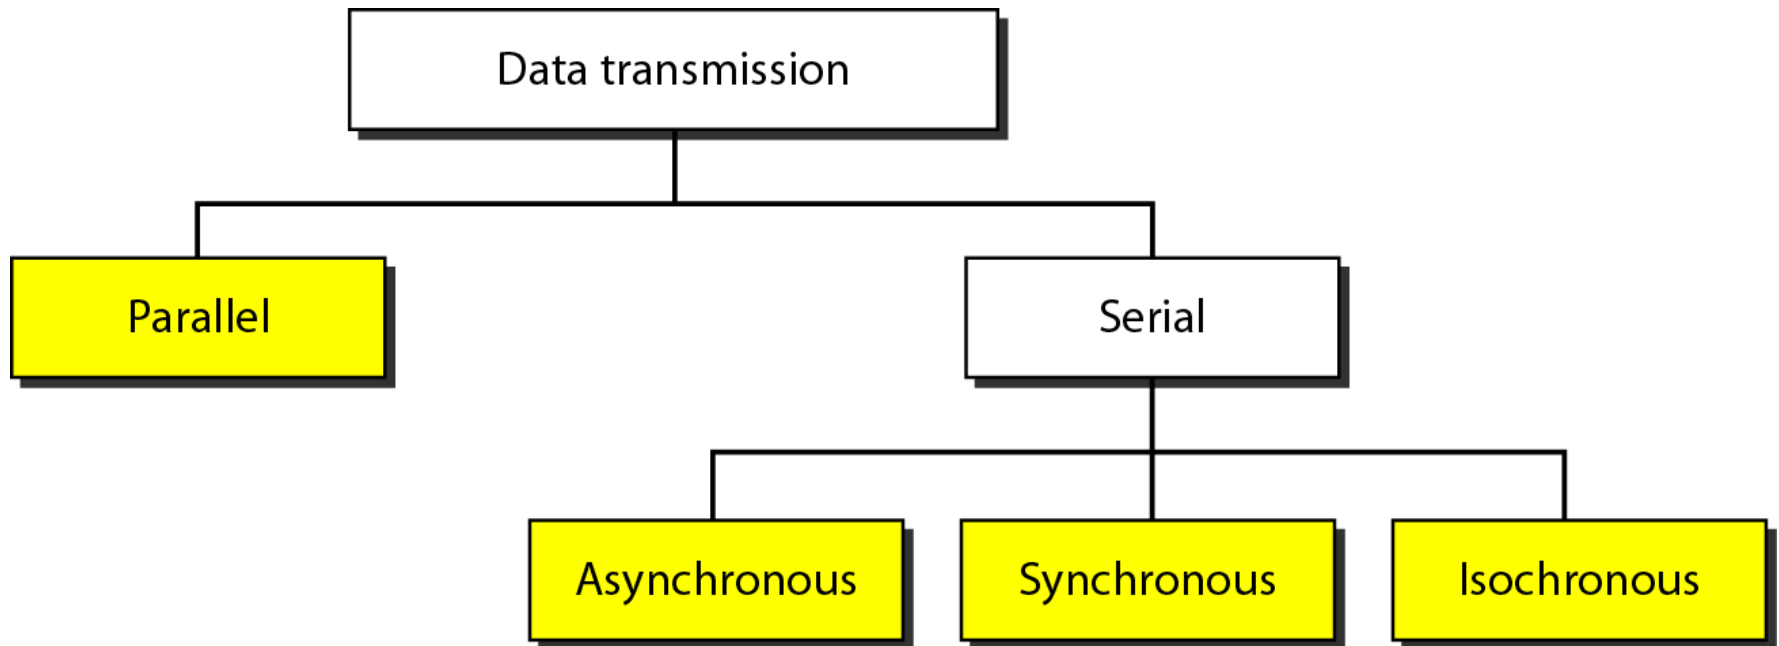 Data transmission
Parallel
Serial
Asynchronous
Synchronous
Isochronous